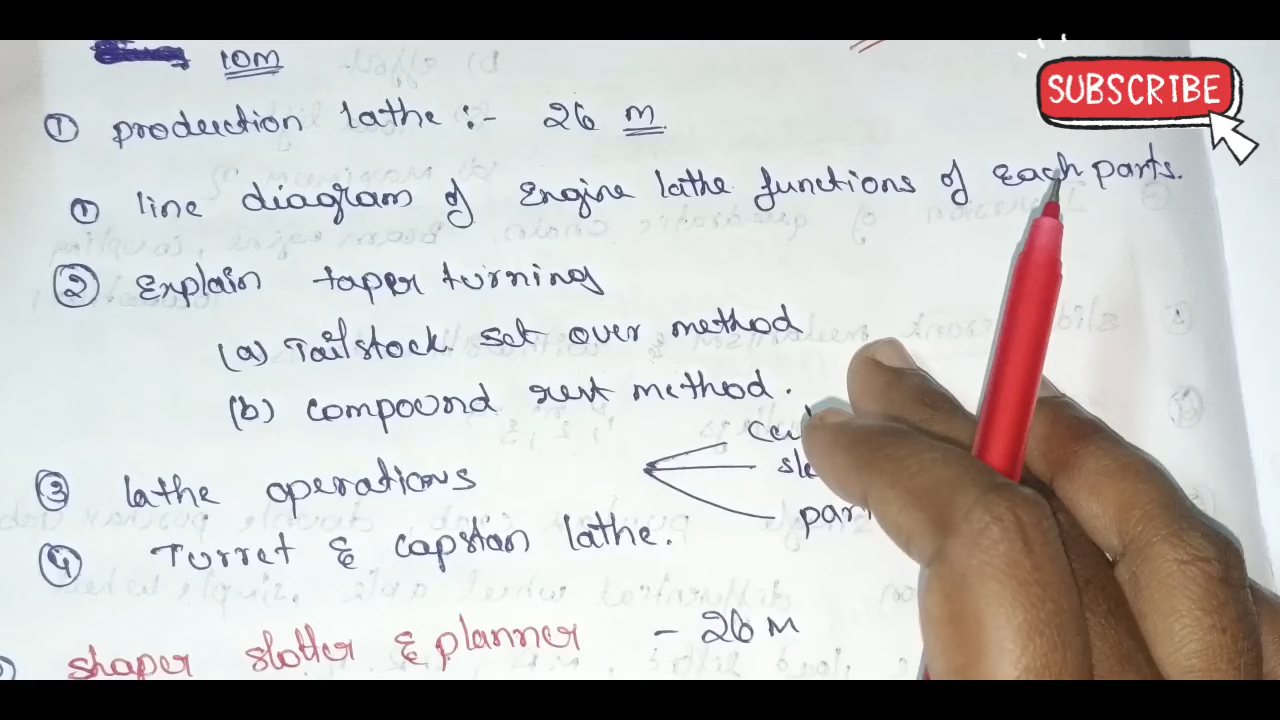 10M
SUBSCRIBE
① production lathe :- 26 M
① line diagram of Engine lathe functions of Each parts.
② Explain taper turning
(a) Tailstock set over method
(b) compound rest method.
③ lathe operations
④ Turret & capstan lathe.
shaper slotter & planner - 26 M